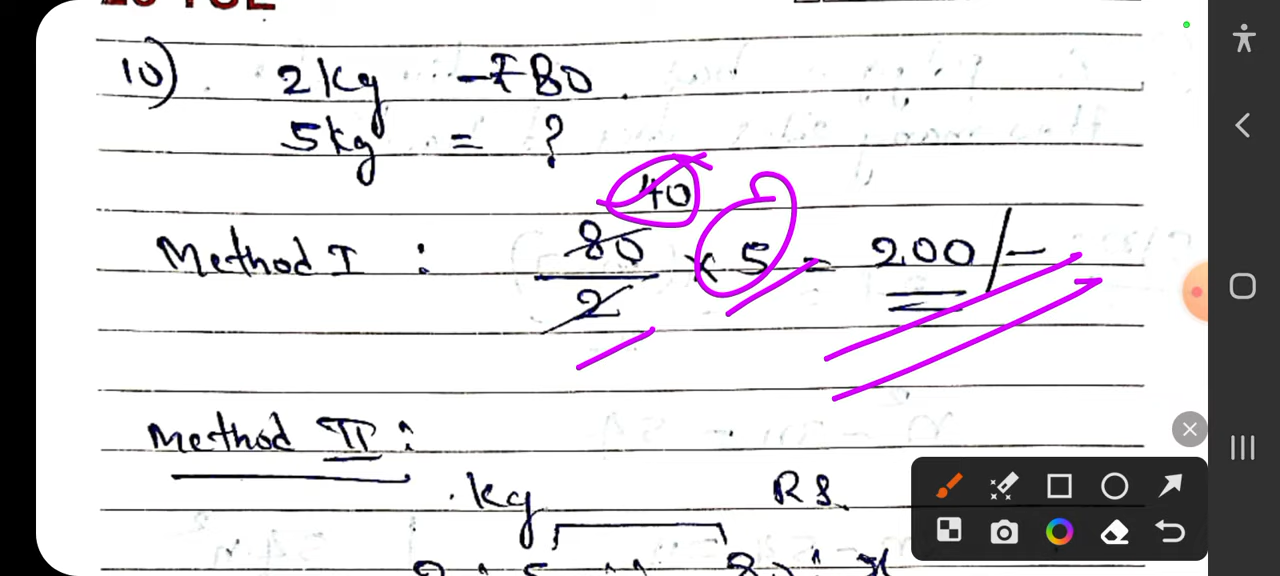 10) 2kg - ₹80
5kg = ?
40
Method I : 80/2 × 5 = 200/-
Method II :
kg RS.